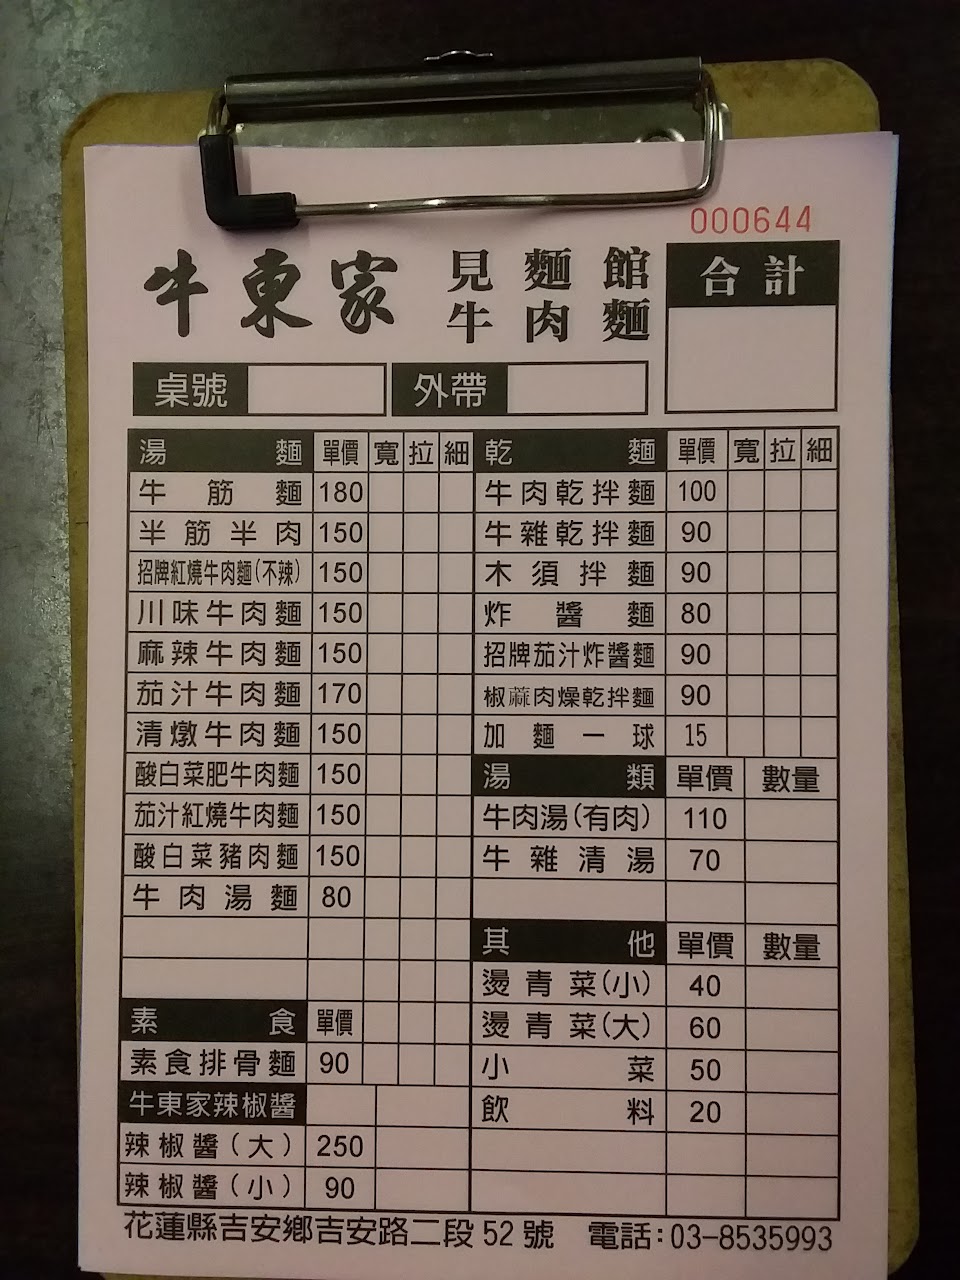 000644
牛東家 見麵館
牛肉麵
合計
桌號 外帶
湯麵 單價 寬 拉 細
牛筋麵 180
半筋半肉 150
招牌紅燒牛肉麵(不辣) 150
川味牛肉麵 150
麻辣牛肉麵 150
茄汁牛肉麵 170
清燉牛肉麵 150
酸白菜肥牛肉麵 150
茄汁紅燒牛肉麵 150
酸白菜豬肉麵 150
牛肉湯麵 80
素食 單價
素食排骨麵 90
牛東家辣椒醬
辣椒醬(大) 250
辣椒醬(小) 90
乾麵 單價 寬 拉 細
牛肉乾拌麵 100
牛雜乾拌麵 90
木須拌麵 90
炸醬麵 80
招牌茄汁炸醬麵 90
椒蔴肉燥乾拌麵 90
加麵一球 15
湯類 單價 數量
牛肉湯(有肉) 110
牛雜清湯 70
其他 單價 數量
燙青菜(小) 40
燙青菜(大) 60
小菜 50
飲料 20
花蓮縣吉安鄉吉安路二段52號 電話:03-8535993